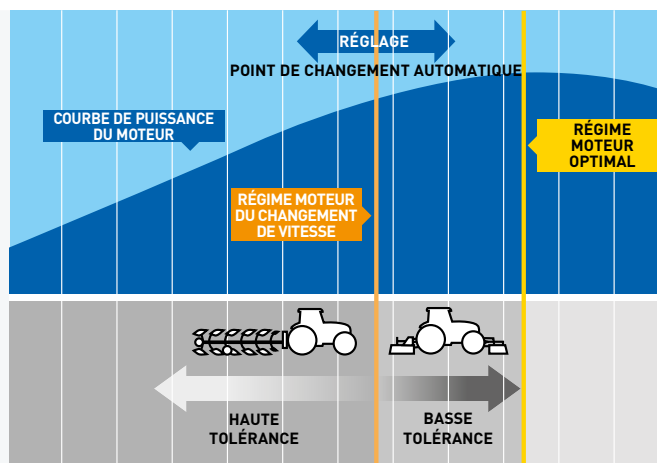 RÉGLAGE
POINT DE CHANGEMENT AUTOMATIQUE
COURBE DE PUISSANCE
DU MOTEUR
RÉGIME
MOTEUR
OPTIMAL
RÉGIME MOTEUR
DU CHANGEMENT
DE VITESSE
HAUTE
TOLÉRANCE
BASSE
TOLÉRANCE